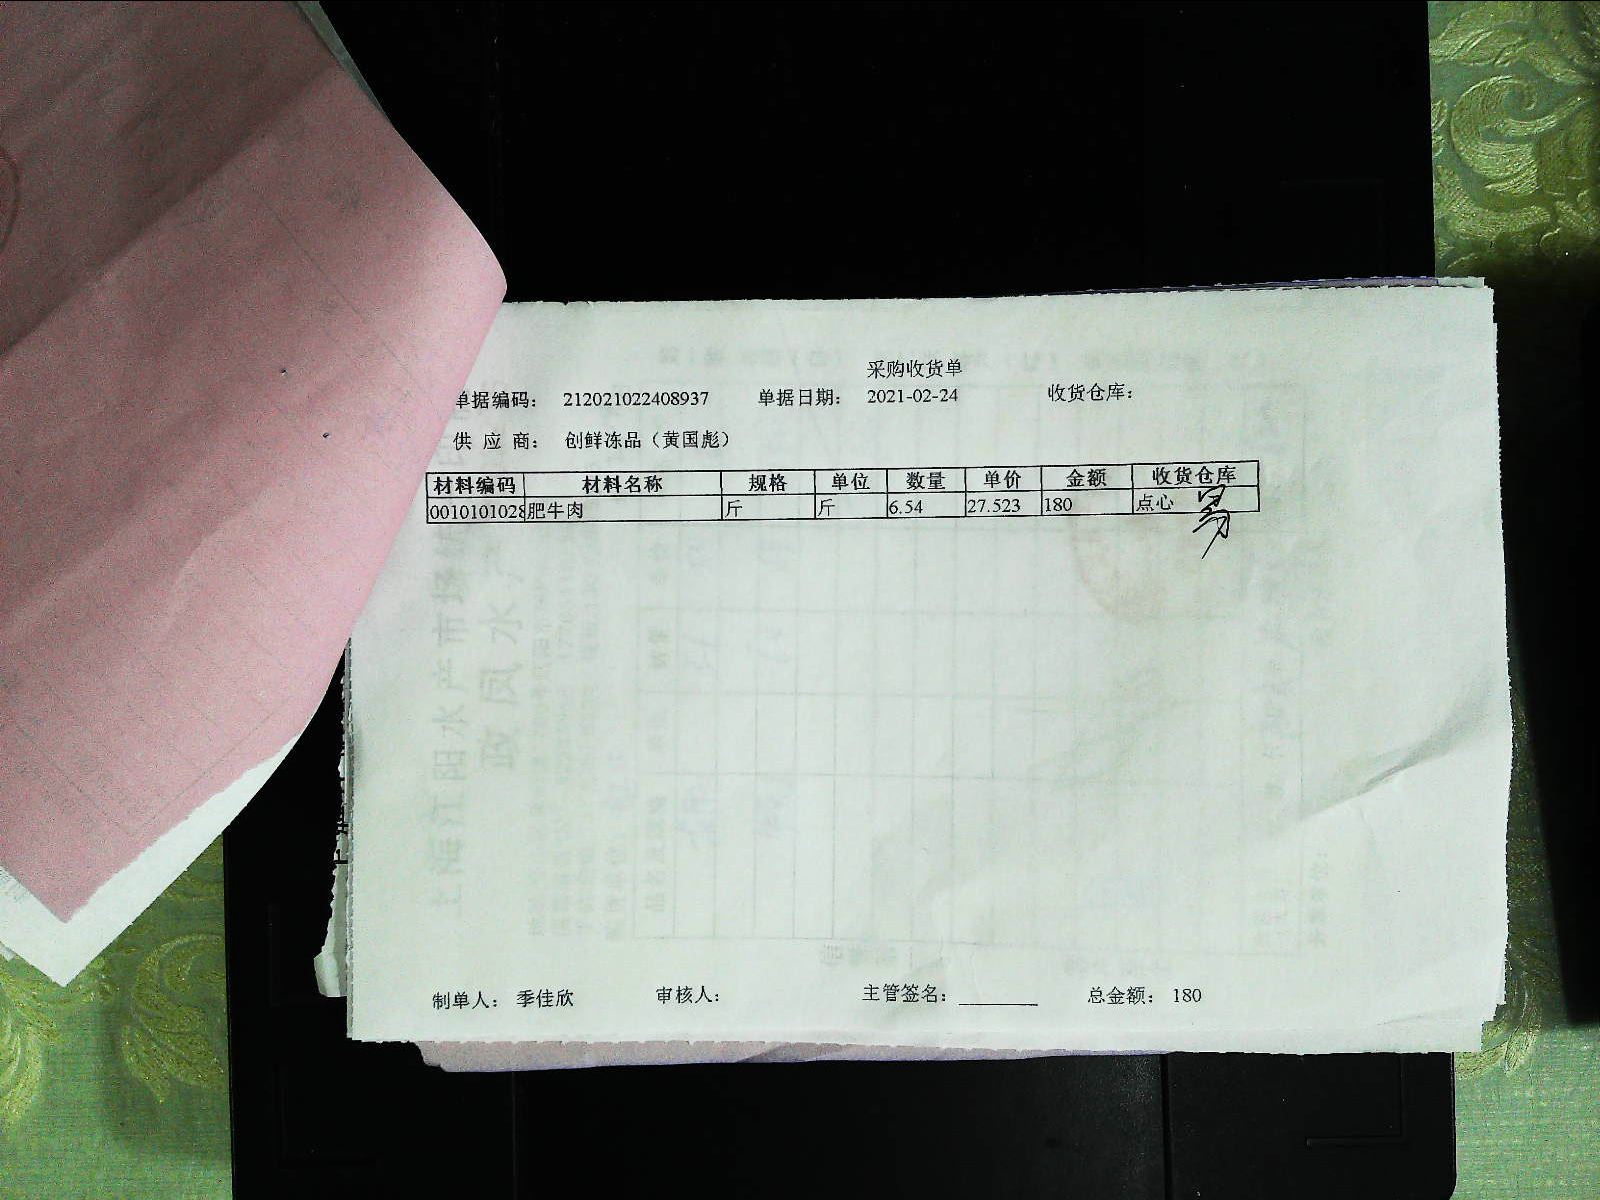 采购收货单
单据编码： 212021022408937 单据日期： 2021-02-24 收货仓库：
供 应 商： 创鲜冻品（黄国彪）
材料编码 材料名称 规格 单位 数量 单价 金额 收货仓库
0010101028 肥牛肉 斤 斤 6.54 27.523 180 点心
制单人： 季佳欣 审核人： 主管签名：________ 总金额： 180